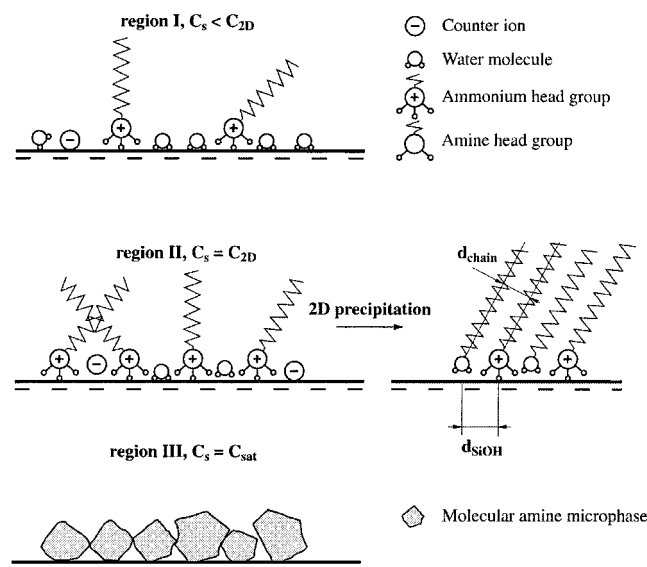 region I, Cs < C2D
Counter ion
Water molecule
Ammonium head group
Amine head group
region II, Cs = C2D
2D precipitation
dchain
dSiOH
region III, Cs = Csat
Molecular amine microphase